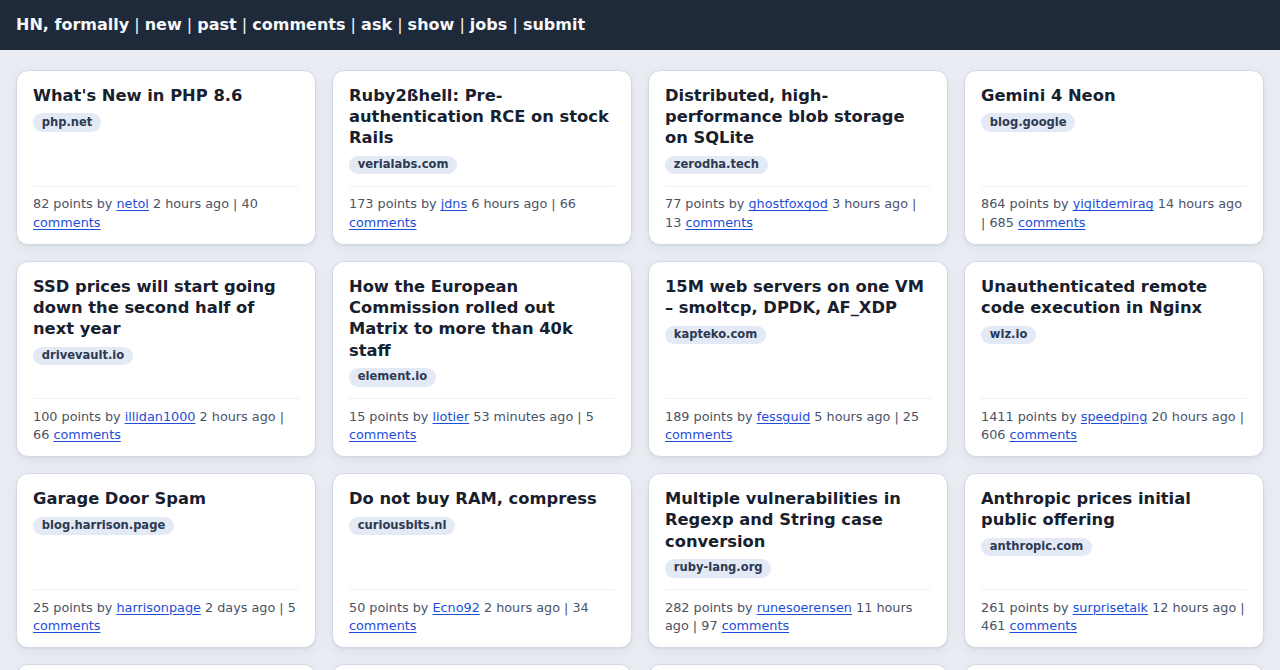 HN, formally | new | past | comments | ask | show | jobs | submit
What's New in PHP 8.6
php.net
82 points by netol 2 hours ago | 40
comments
Ruby2ßhell: Pre-
authentication RCE on stock
Rails
verialabs.com
173 points by jdns 6 hours ago | 66
comments
Distributed, high-
performance blob storage
on SQLite
zerodha.tech
77 points by ghostfoxgod 3 hours ago |
13 comments
Gemini 4 Neon
blog.google
864 points by yigitdemirag 14 hours ago
| 685 comments
SSD prices will start going
down the second half of
next year
drivevault.io
100 points by illidan1000 2 hours ago |
66 comments
How the European
Commission rolled out
Matrix to more than 40k
staff
element.io
15 points by liotier 53 minutes ago | 5
comments
15M web servers on one VM
– smoltcp, DPDK, AF_XDP
kapteko.com
189 points by fessguid 5 hours ago | 25
comments
Unauthenticated remote
code execution in Nginx
wiz.io
1411 points by speedping 20 hours ago |
606 comments
Garage Door Spam
blog.harrison.page
25 points by harrisonpage 2 days ago | 5
comments
Do not buy RAM, compress
curiousbits.nl
50 points by Ecno92 2 hours ago | 34
comments
Multiple vulnerabilities in
Regexp and String case
conversion
ruby-lang.org
282 points by runesoerensen 11 hours
ago | 97 comments
Anthropic prices initial
public offering
anthropic.com
261 points by surprisetalk 12 hours ago |
461 comments